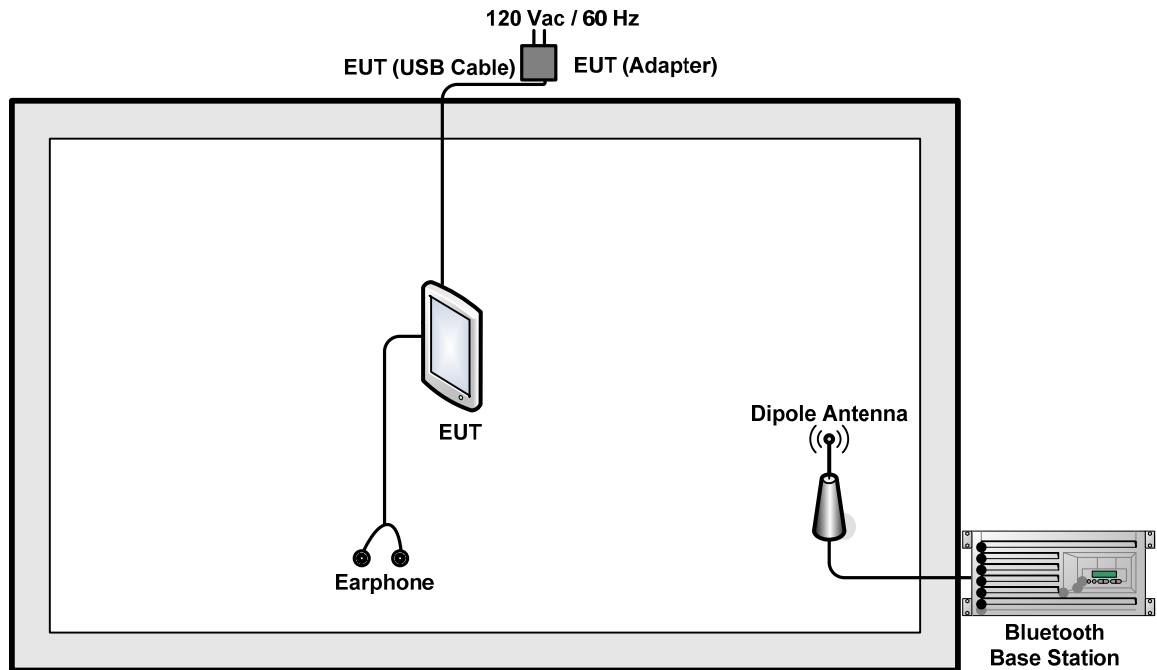 120 Vac / 60 Hz
EUT (USB Cable)
EUT (Adapter)
EUT
Dipole Antenna
Earphone
Bluetooth
Base Station